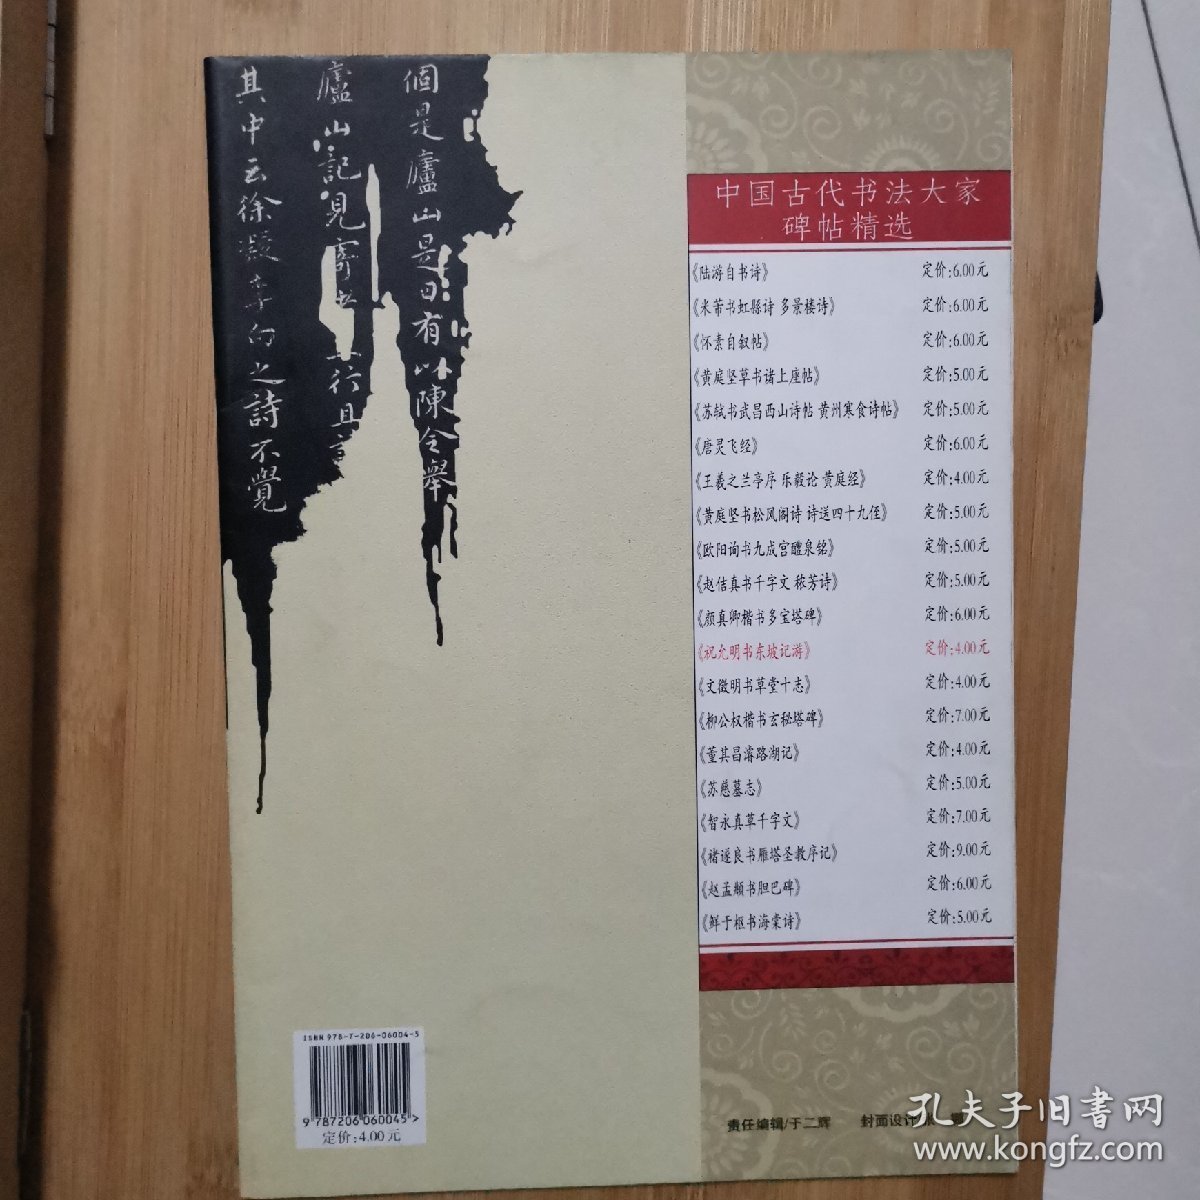 個是廬山是日有以陳令舉
廬山記見寄者且行且
其中云徐凝李白之詩不覺
中国古代书法大家
碑帖精选
《陆游自书诗》 定价:6.00元
《米芾书虹縣诗 多景楼诗》 定价:6.00元
《怀素自叙帖》 定价:6.00元
《黄庭坚草书诸上座帖》 定价:5.00元
《苏轼书武昌西山诗帖 黄州寒食诗帖》 定价:5.00元
《唐灵飞经》 定价:6.00元
《王羲之兰亭序 乐毅论 黄庭经》 定价:4.00元
《黄庭坚书松风阁诗 诗送四十九侄》 定价:5.00元
《欧阳询书九成宫醴泉铭》 定价:5.00元
《赵佶真书千字文 秾芳诗》 定价:5.00元
《颜真卿楷书多宝塔碑》 定价:6.00元
《祝允明书东坡记游》 定价:4.00元
《文徵明书草堂十志》 定价:4.00元
《柳公权楷书玄秘塔碑》 定价:7.00元
《董其昌濬路湖记》 定价:4.00元
《苏慈墓志》 定价:5.00元
《智永真草千字文》 定价:7.00元
《褚遂良书雁塔圣教序记》 定价:9.00元
《赵孟頫书胆巴碑》 定价:6.00元
《鲜于枢书海棠诗》 定价:5.00元
ISBN 978-7-206-06004-5
9 787206 060045 >
定价:4.00元
责任编辑/于二辉 封面设计/
孔夫子旧书网
www.kongfz.com